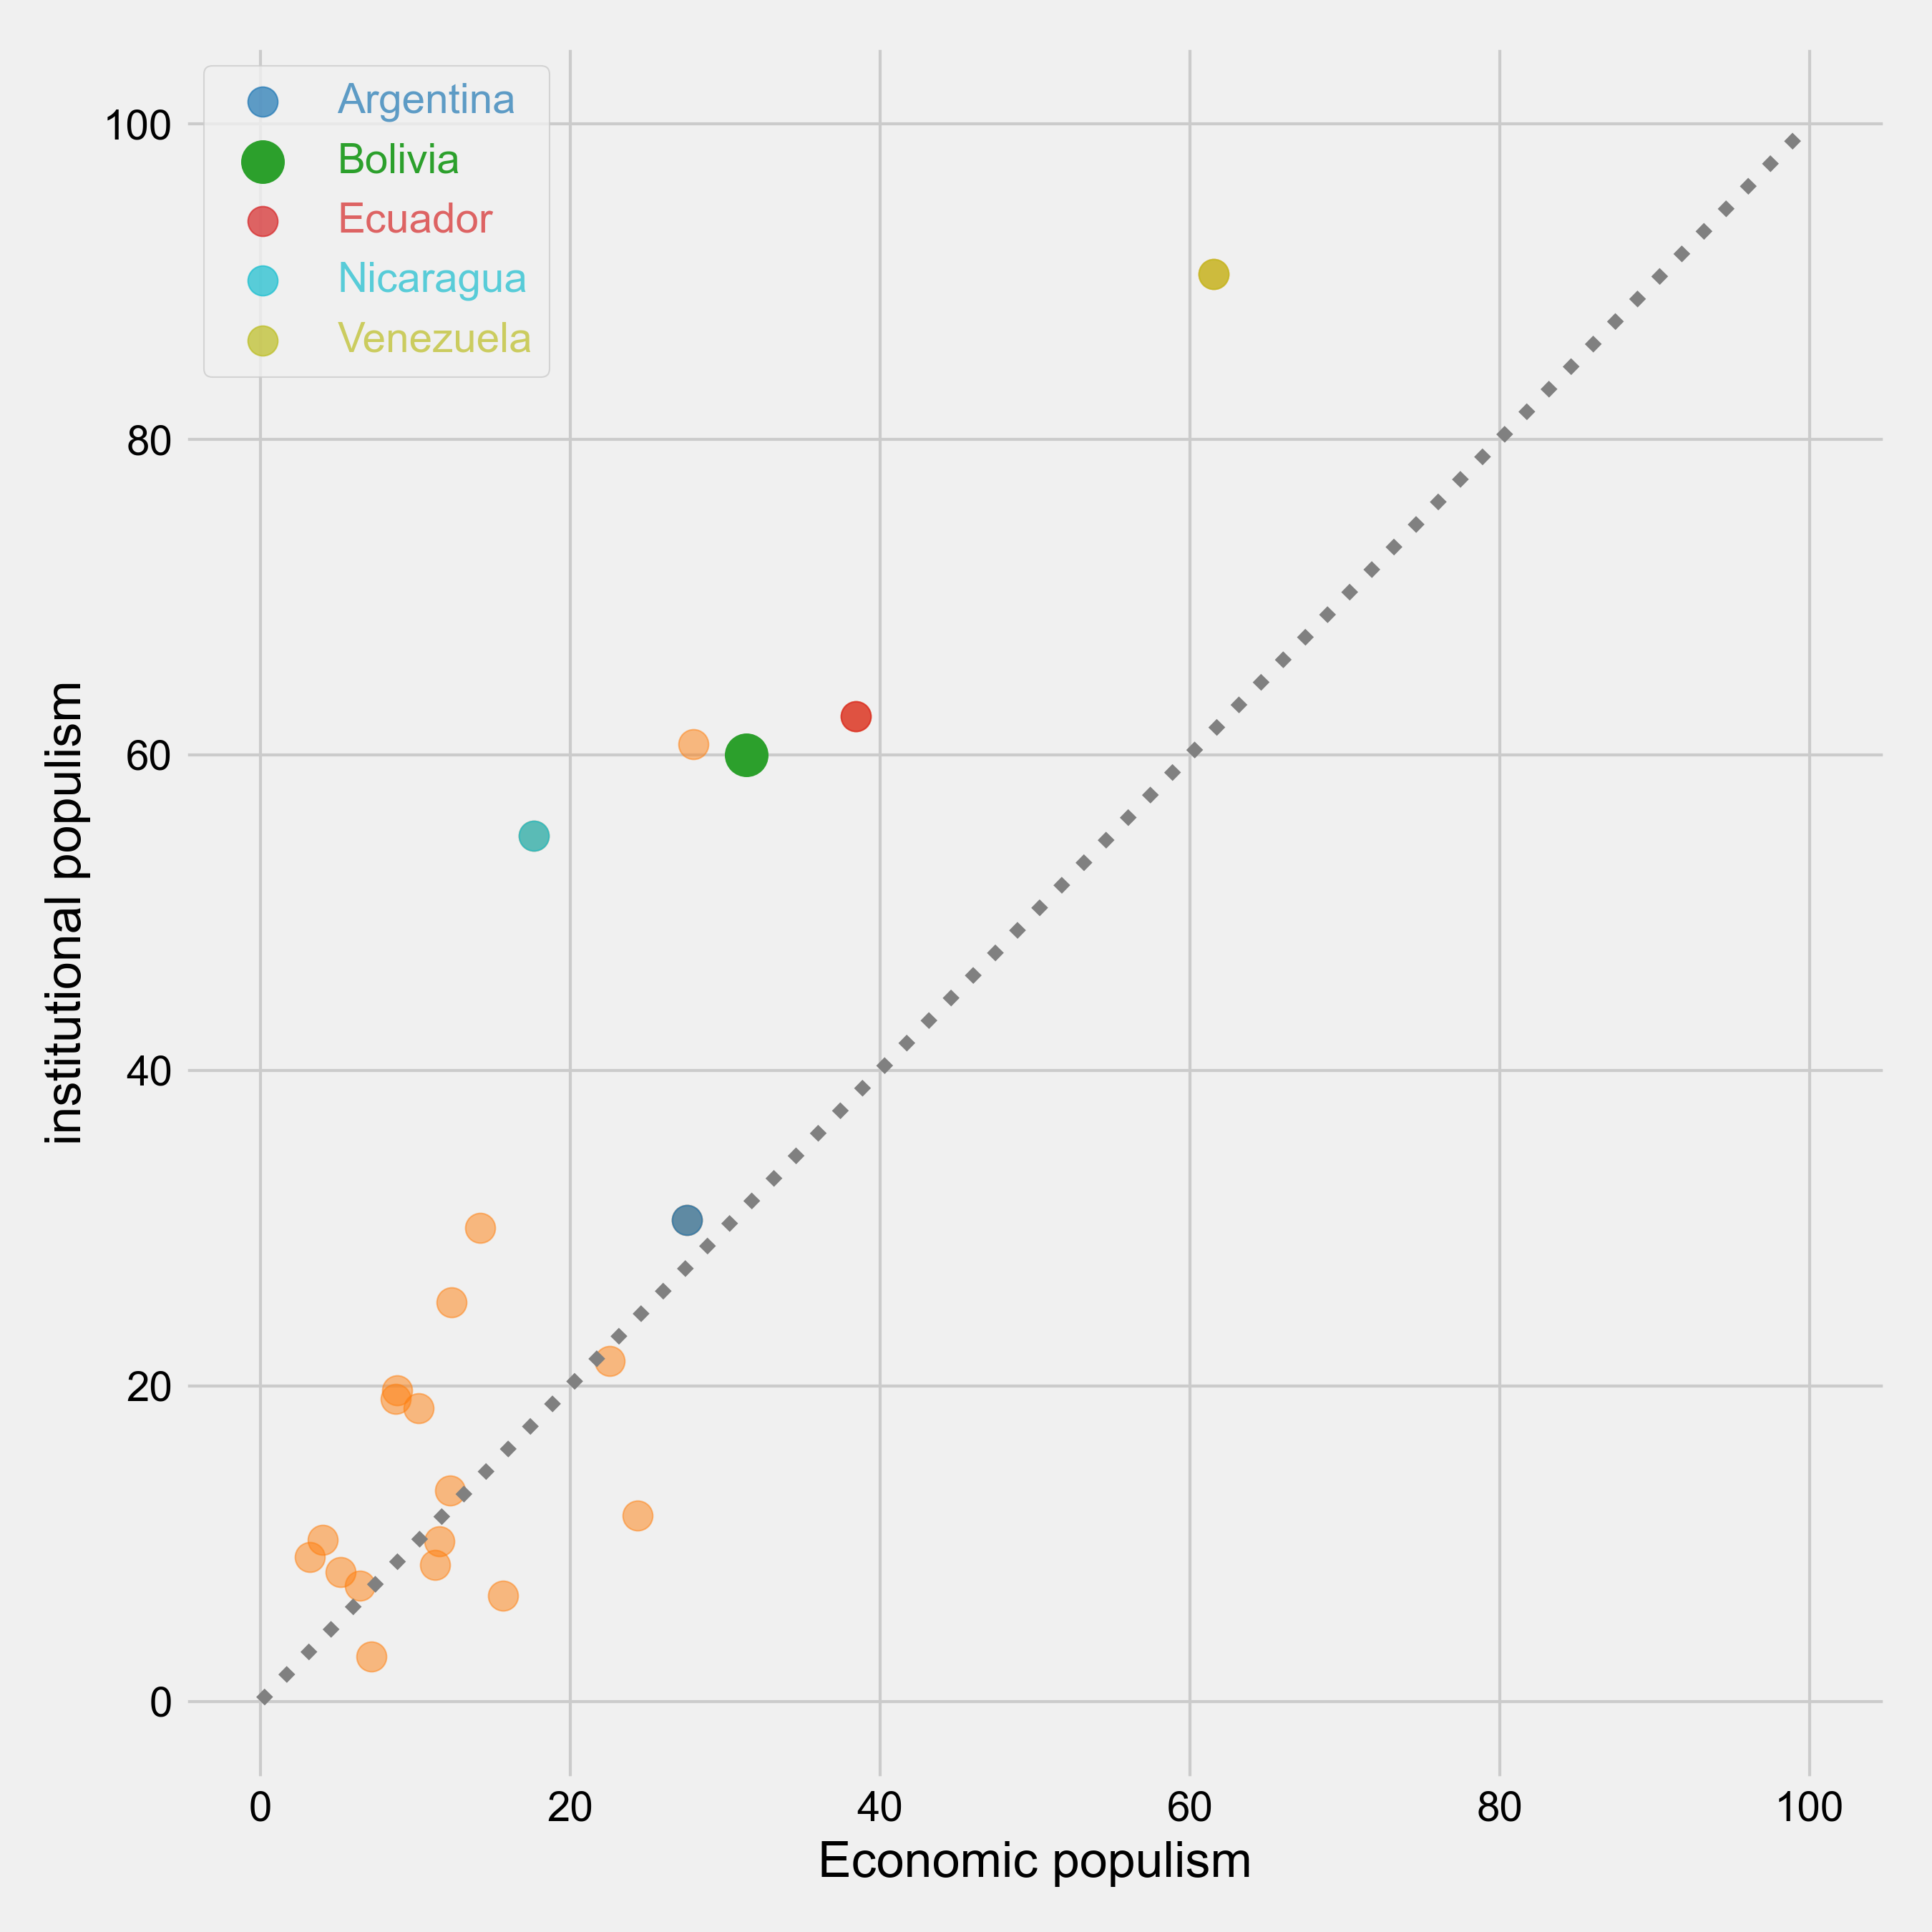 Argentina
Bolivia
Ecuador
Nicaragua
Venezuela
100
80
60
40
20
0
institutional populism
0 20 40 60 80 100
Economic populism